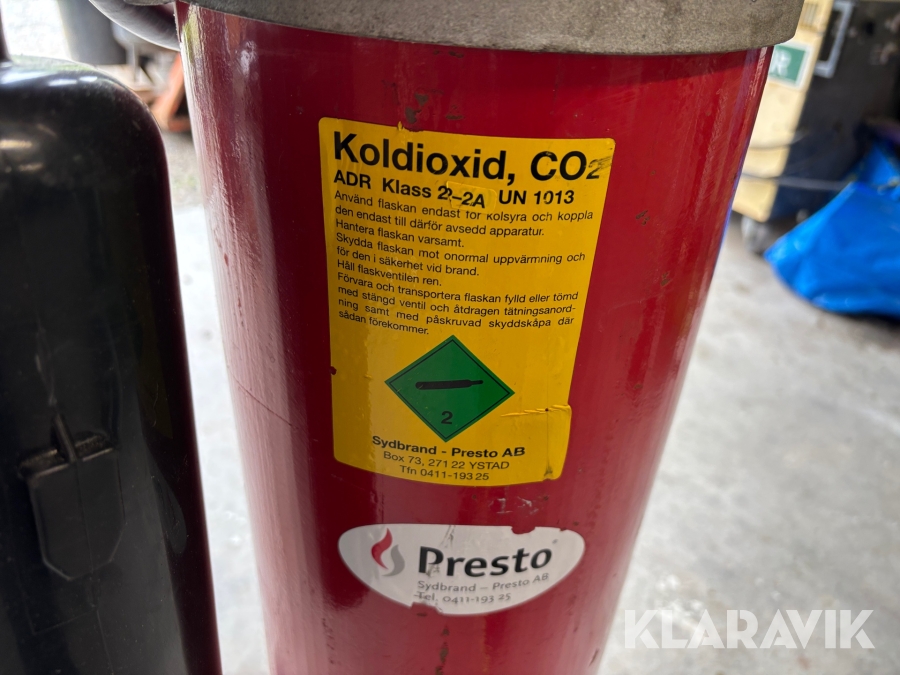 Koldioxid, CO2
ADR Klass 2-2A UN 1013
Använd flaskan endast för kolsyra och koppla
den endast till därför avsedd apparatur.
Hantera flaskan varsamt.
Skydda flaskan mot onormal uppvärmning och
för den i säkerhet vid brand.
Håll flaskventilen ren.
Förvara och transportera flaskan fylld eller tömd
med stängd ventil och åtdragen tätningsanord-
ning samt med påskruvad skyddskåpa där
sådan förekommer.
2
Sydbrand - Presto AB
Box 73, 271 22 YSTAD
Tfn 0411-193 25
Presto
Sydbrand – Presto AB
Tel. 0411-193 25
KLARAVIK